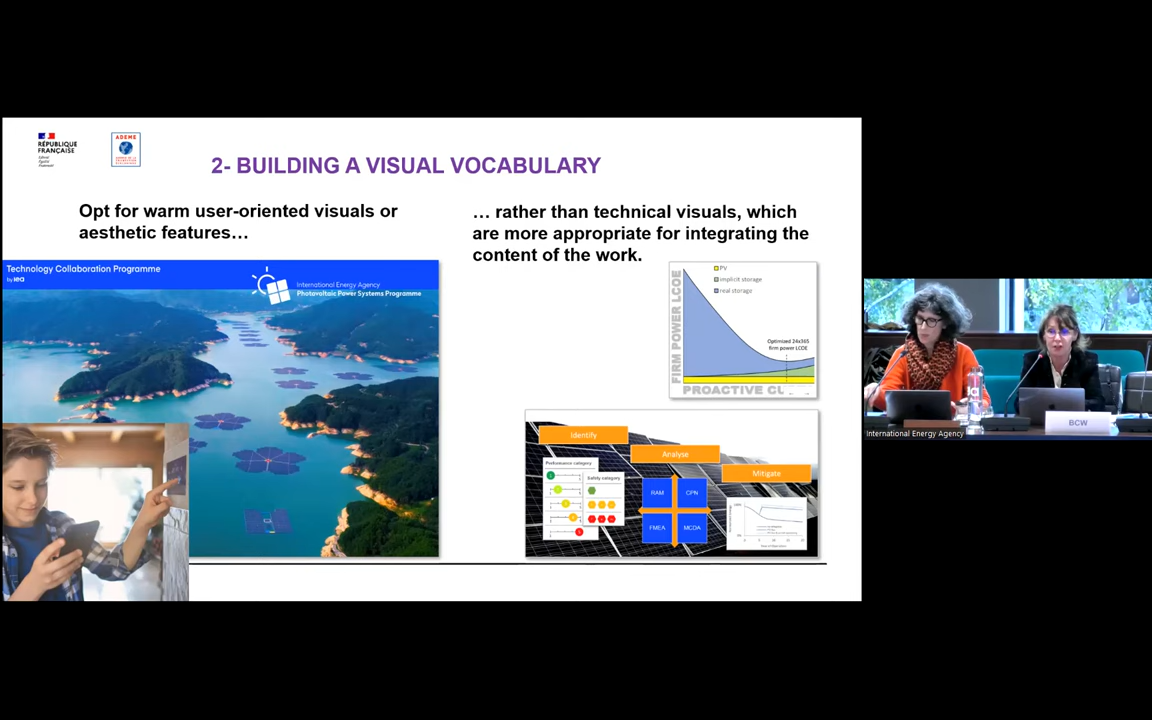 RÉPUBLIQUE
FRANÇAISE
Liberté
Égalité
Fraternité
ADEME
2- BUILDING A VISUAL VOCABULARY
Opt for warm user-oriented visuals or
aesthetic features…
Technology Collaboration Programme
by iea
International Energy Agency
Photovoltaic Power Systems Programme
… rather than technical visuals, which
are more appropriate for integrating the
content of the work.
PV
implicit storage
real storage
FIRM POWER LCOE
Optimized 24x365
firm power LCOE
PROACTIVE CU
Identify
Analyse
Mitigate
Performance category
Safety category
RAM
CPN
FMEA
MCDA
BCW
International Energy Agency